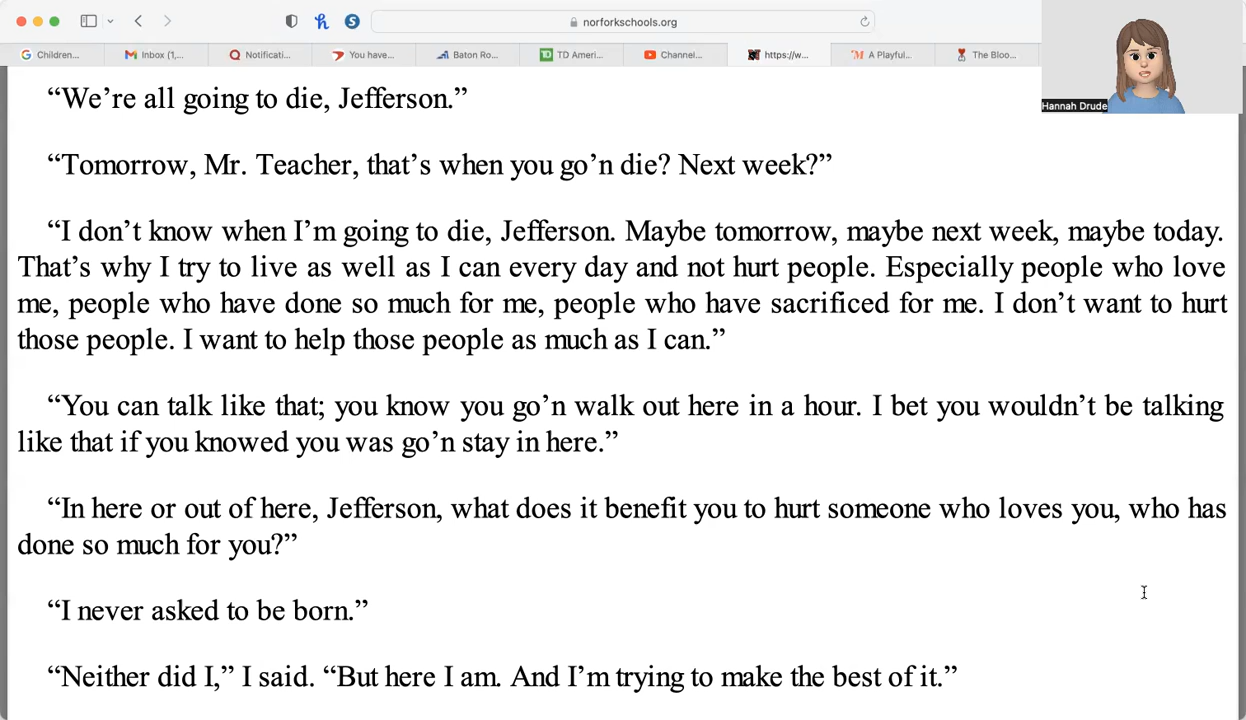 norforkschools.org
Children...
Inbox (1,...
Notificati...
You have...
Baton Ro...
TD Ameri...
Channel...
https://w...
A Playful...
The Bloo...
Hannah Drude
“We’re all going to die, Jefferson.”
“Tomorrow, Mr. Teacher, that’s when you go’n die? Next week?”
“I don’t know when I’m going to die, Jefferson. Maybe tomorrow, maybe next week, maybe today.
That’s why I try to live as well as I can every day and not hurt people. Especially people who love
me, people who have done so much for me, people who have sacrificed for me. I don’t want to hurt
those people. I want to help those people as much as I can.”
“You can talk like that; you know you go’n walk out here in a hour. I bet you wouldn’t be talking
like that if you knowed you was go’n stay in here.”
“In here or out of here, Jefferson, what does it benefit you to hurt someone who loves you, who has
done so much for you?”
“I never asked to be born.”
“Neither did I,” I said. “But here I am. And I’m trying to make the best of it.”